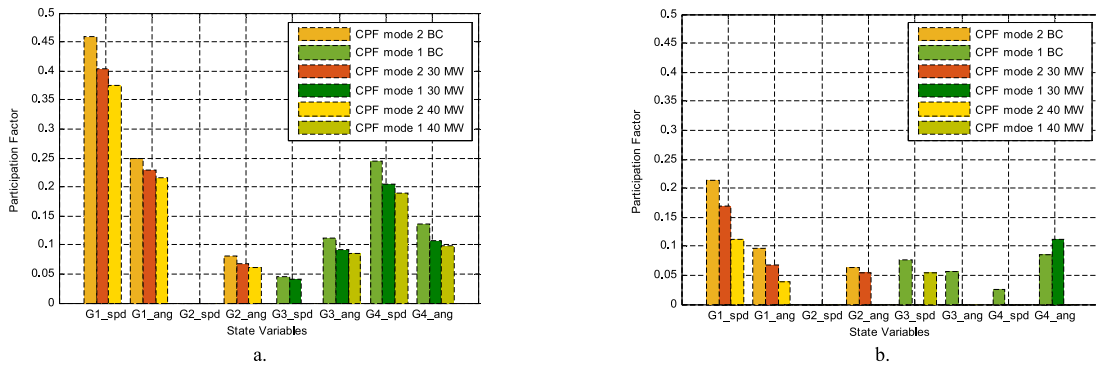 0.5
0.45
0.4
0.35
0.3
0.25
0.2
0.15
0.1
0.05
0
Participation Factor
CPF mode 2 BC
CPF mode 1 BC
CPF mode 2 30 MW
CPF mode 1 30 MW
CPF mode 2 40 MW
CPF mode 1 40 MW
G1_spd G1_ang G2_spd G2_ang G3_spd G3_ang G4_spd G4_ang
State Variables
a.
0.5
0.45
0.4
0.35
0.3
0.25
0.2
0.15
0.1
0.05
0
Participation Factor
CPF mode 2 BC
CPF mode 1 BC
CPF mode 2 30 MW
CPF mode 1 30 MW
CPF mode 2 40 MW
CPF mdoe 1 40 MW
G1_spd G1_ang G2_spd G2_ang G3_spd G3_ang G4_spd G4_ang
State Variables
b.